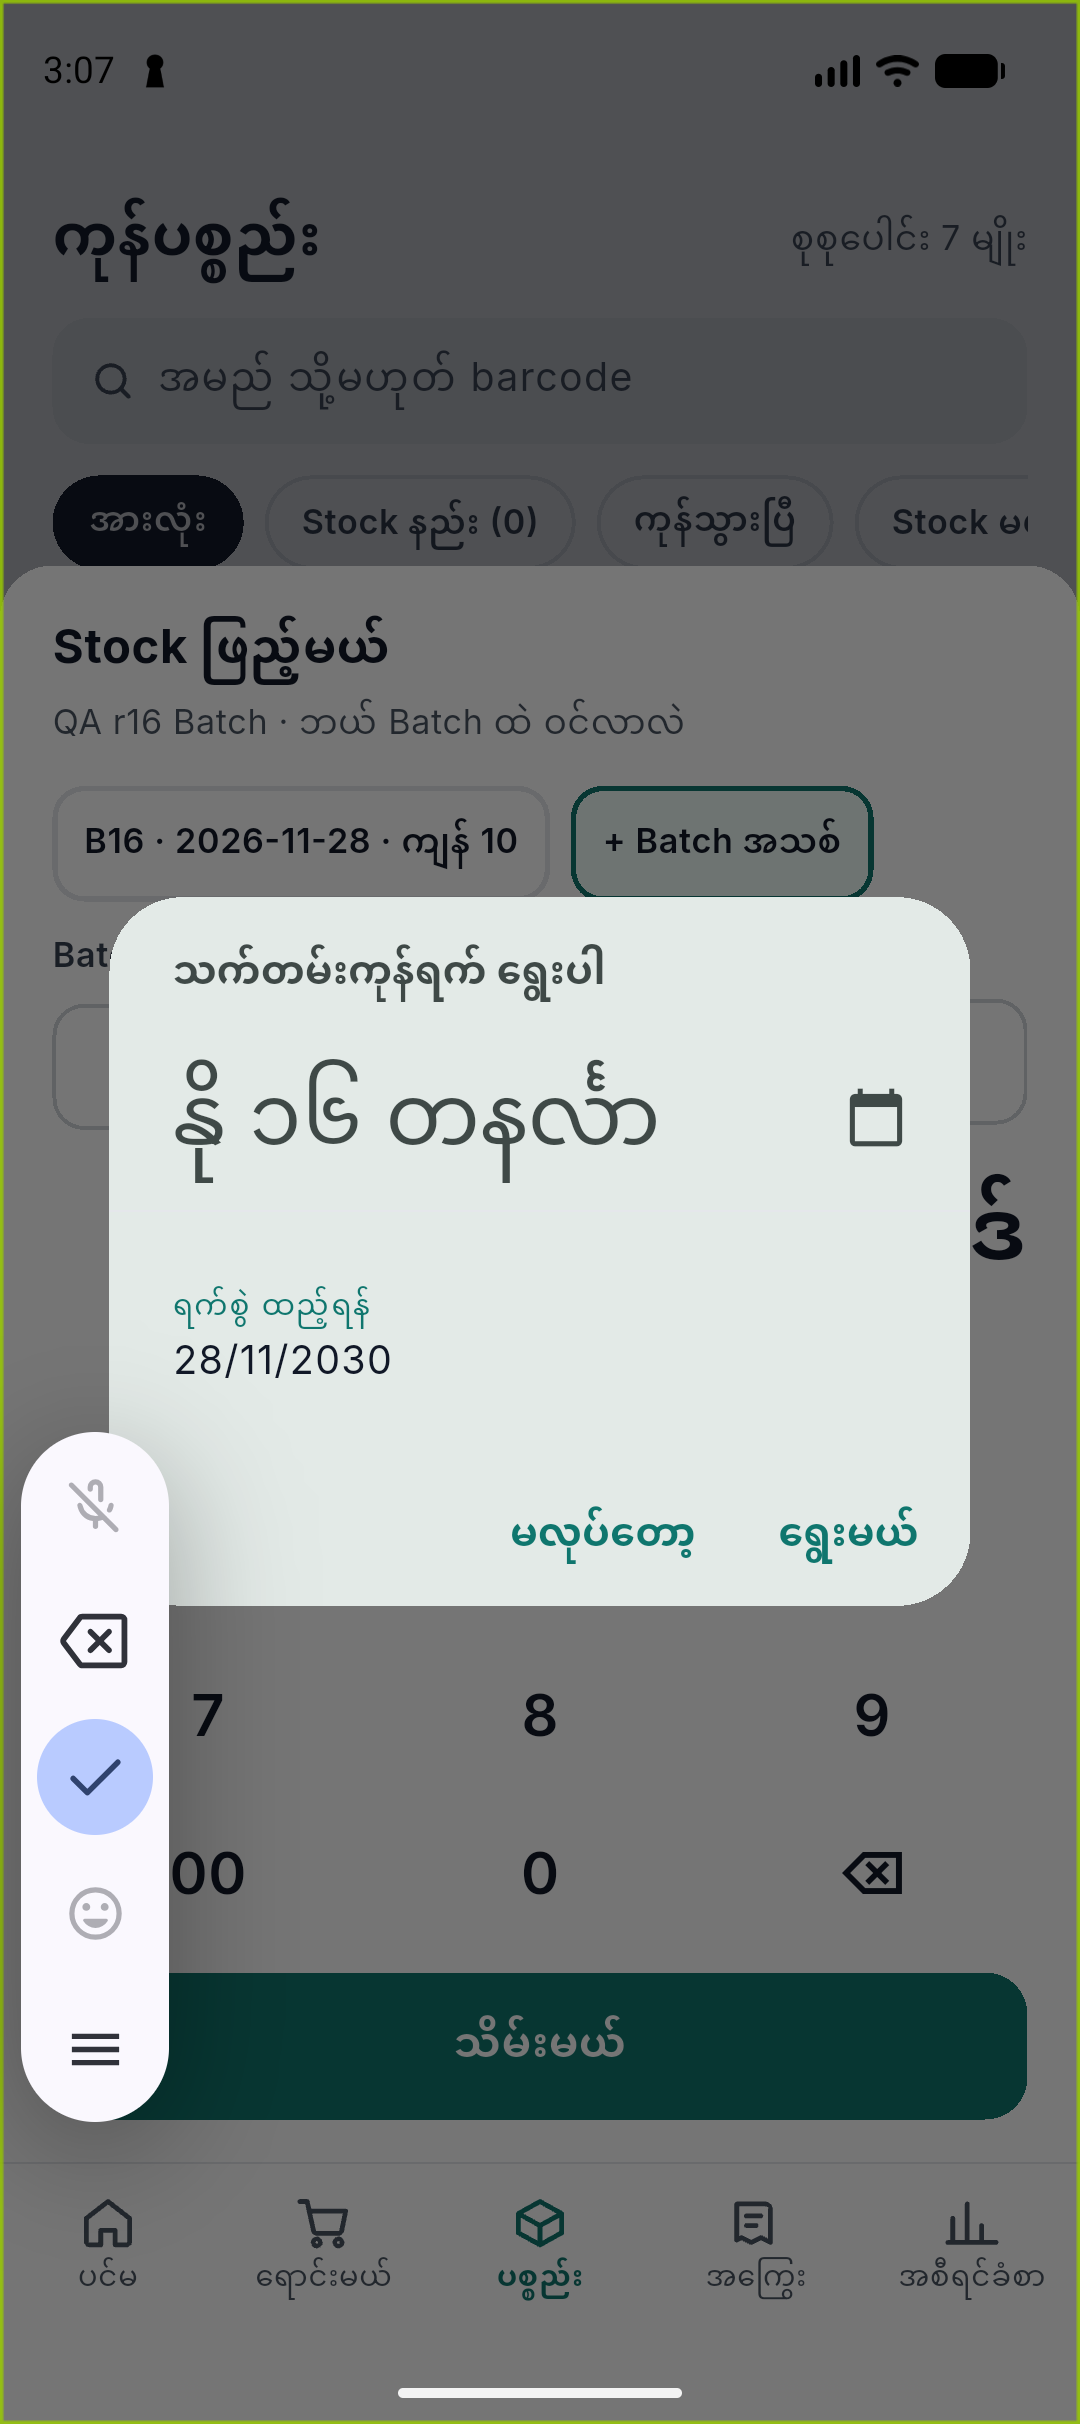 3:07
ကုန်ပစ္စည်း
စုစုပေါင်း 7 မျိုး
အမည် သို့မဟုတ် barcode
အားလုံး
Stock နည်း (0)
ကုန်သွားပြီ
Stock
Stock ဖြည့်မယ်
QA r16 Batch · ဘယ် Batch ထဲ ဝင်လာလဲ
B16 · 2026-11-28 · ကျန် 10
+ Batch အသစ်
သက်တမ်းကုန်ရက် ရွေးပါ
နို ၁၆ တနင်္လာ
ရက်စွဲ ထည့်ရန်
28/11/2030
မလုပ်တော့
ရွေးမယ်
7
8
9
00
0
သိမ်းမယ်
ပင်မ
ရောင်းမယ်
ပစ္စည်း
အကြွေး
အစီရင်ခံစာ